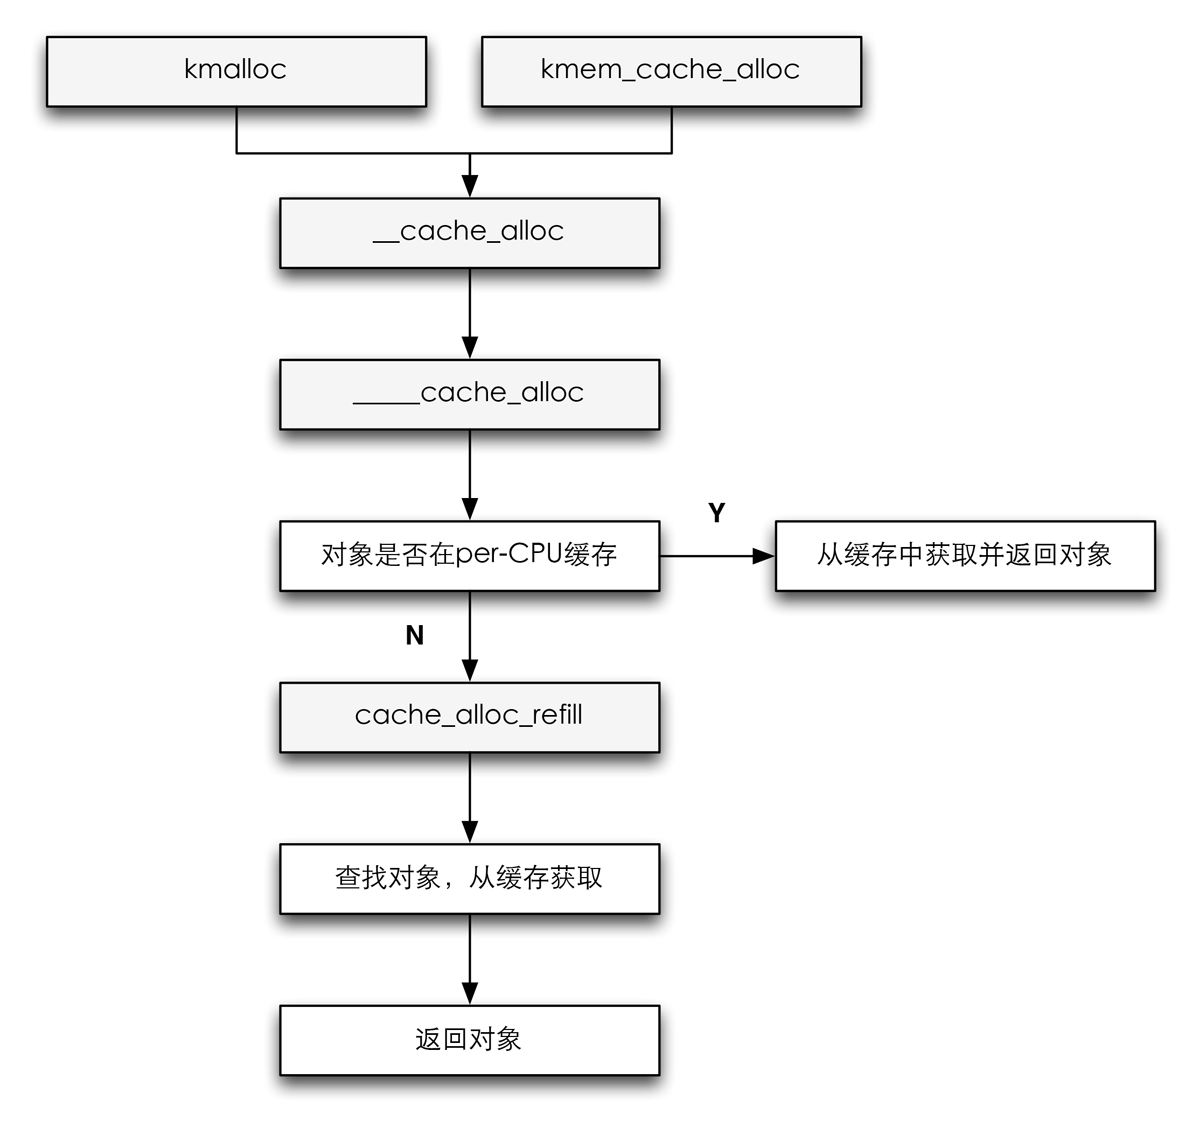 kmalloc
kmem_cache_alloc
__cache_alloc
_____cache_alloc
对象是否在per-CPU缓存
Y
从缓存中获取并返回对象
N
cache_alloc_refill
查找对象，从缓存获取
返回对象